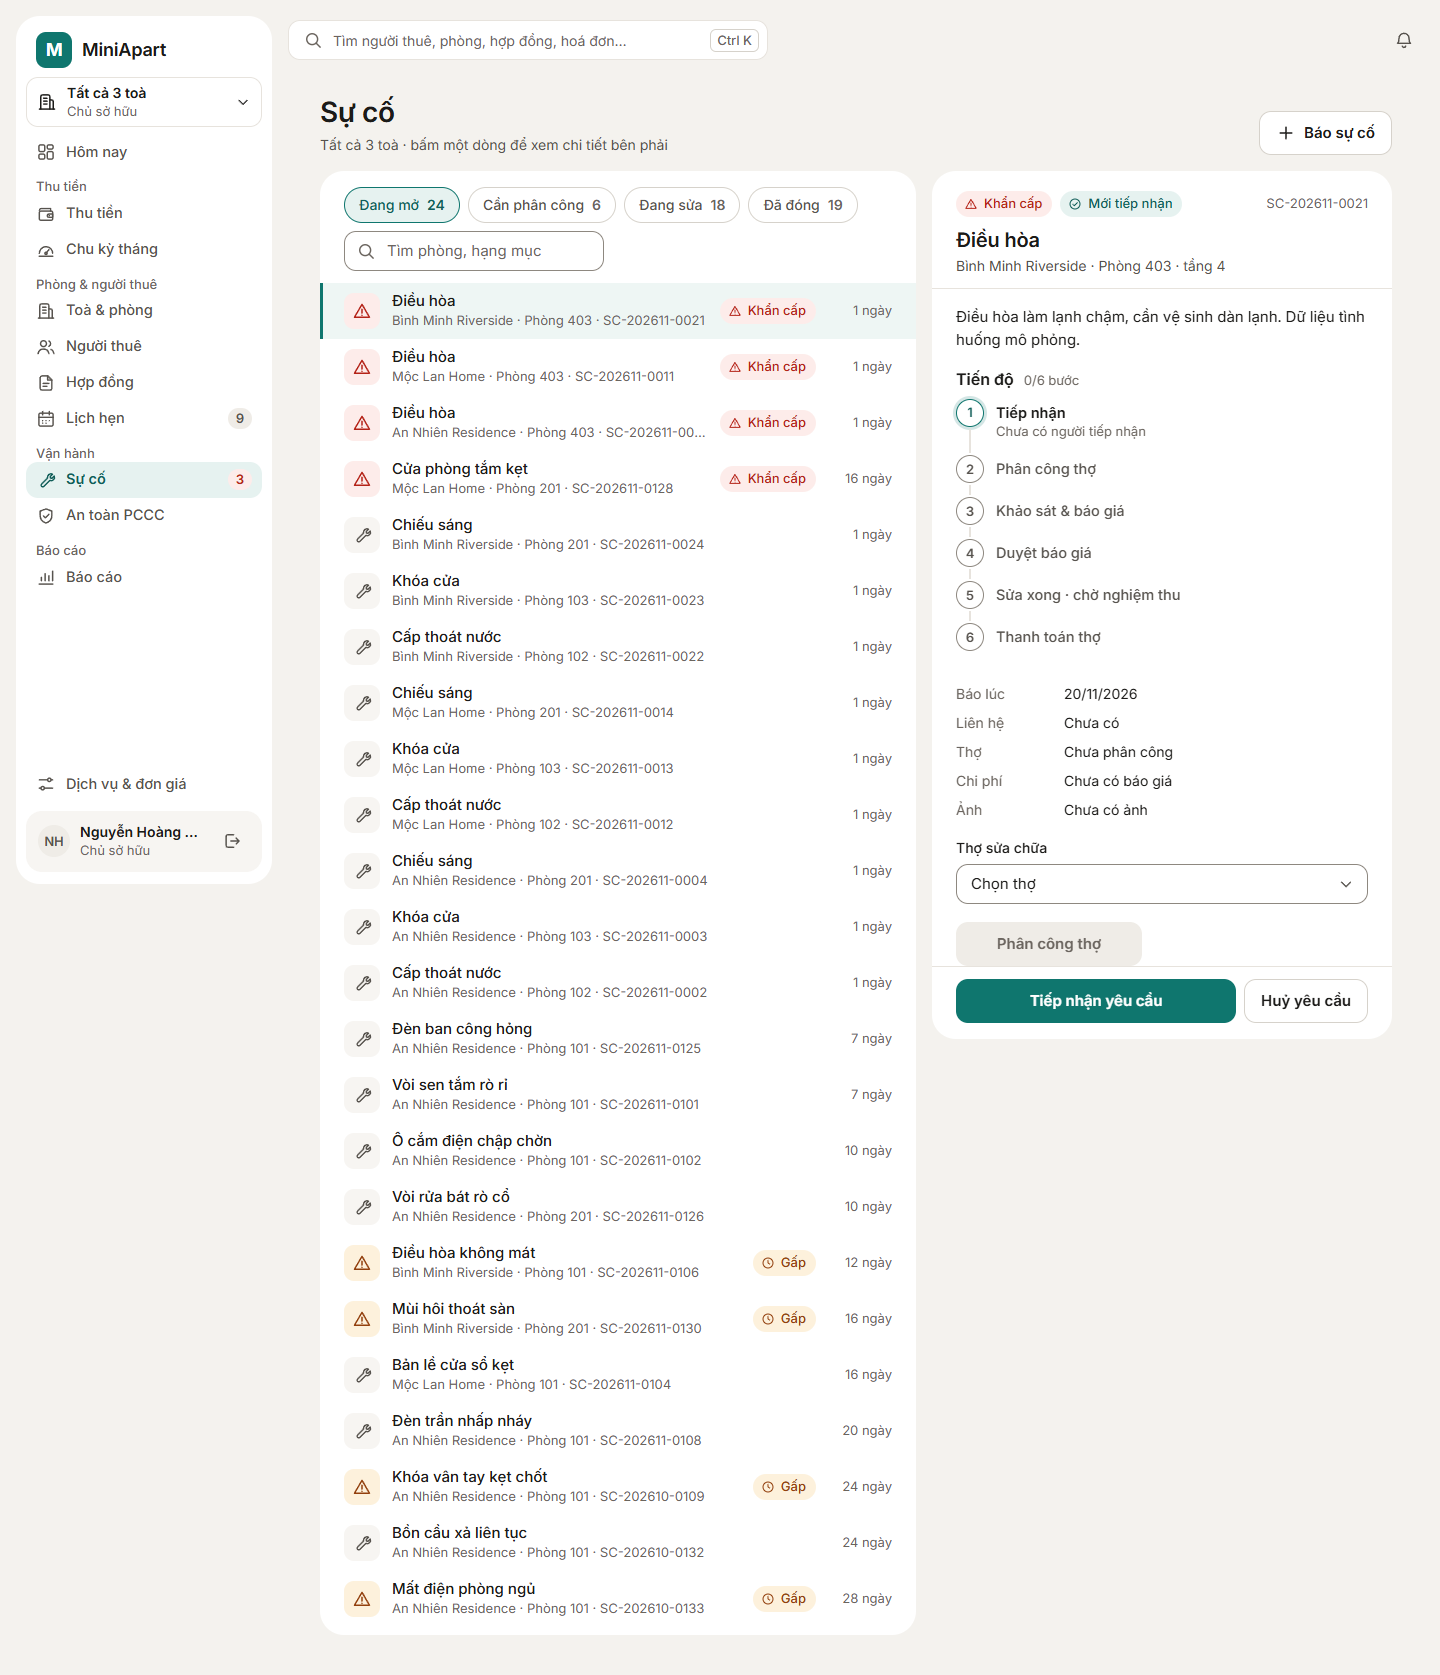 M MiniApart
Tất cả 3 toà
Chủ sở hữu
Hôm nay
Thu tiền
Thu tiền
Chu kỳ tháng
Phòng & người thuê
Toà & phòng
Người thuê
Hợp đồng
Lịch hẹn 9
Vận hành
Sự cố 3
An toàn PCCC
Báo cáo
Báo cáo
Dịch vụ & đơn giá
NH
Nguyễn Hoàng ...
Chủ sở hữu
Tìm người thuê, phòng, hợp đồng, hoá đơn... Ctrl K
Sự cố
Tất cả 3 toà · bấm một dòng để xem chi tiết bên phải
Báo sự cố
Đang mở 24 Cần phân công 6 Đang sửa 18 Đã đóng 19
Tìm phòng, hạng mục
Điều hòa
Bình Minh Riverside · Phòng 403 · SC-202611-0021
Khẩn cấp 1 ngày
Điều hòa
Mộc Lan Home · Phòng 403 · SC-202611-0011
Khẩn cấp 1 ngày
Điều hòa
An Nhiên Residence · Phòng 403 · SC-202611-00...
Khẩn cấp 1 ngày
Cửa phòng tắm kẹt
Mộc Lan Home · Phòng 201 · SC-202611-0128
Khẩn cấp 16 ngày
Chiếu sáng
Bình Minh Riverside · Phòng 201 · SC-202611-0024
1 ngày
Khóa cửa
Bình Minh Riverside · Phòng 103 · SC-202611-0023
1 ngày
Cấp thoát nước
Bình Minh Riverside · Phòng 102 · SC-202611-0022
1 ngày
Chiếu sáng
Mộc Lan Home · Phòng 201 · SC-202611-0014
1 ngày
Khóa cửa
Mộc Lan Home · Phòng 103 · SC-202611-0013
1 ngày
Cấp thoát nước
Mộc Lan Home · Phòng 102 · SC-202611-0012
1 ngày
Chiếu sáng
An Nhiên Residence · Phòng 201 · SC-202611-0004
1 ngày
Khóa cửa
An Nhiên Residence · Phòng 103 · SC-202611-0003
1 ngày
Cấp thoát nước
An Nhiên Residence · Phòng 102 · SC-202611-0002
1 ngày
Đèn ban công hỏng
An Nhiên Residence · Phòng 101 · SC-202611-0125
7 ngày
Vòi sen tắm rò rỉ
An Nhiên Residence · Phòng 101 · SC-202611-0101
7 ngày
Ổ cắm điện chập chờn
An Nhiên Residence · Phòng 101 · SC-202611-0102
10 ngày
Vòi rửa bát rò cổ
An Nhiên Residence · Phòng 201 · SC-202611-0126
10 ngày
Điều hòa không mát
Bình Minh Riverside · Phòng 101 · SC-202611-0106
Gấp 12 ngày
Mùi hôi thoát sàn
Bình Minh Riverside · Phòng 201 · SC-202611-0130
Gấp 16 ngày
Bản lề cửa sổ kẹt
Mộc Lan Home · Phòng 101 · SC-202611-0104
16 ngày
Đèn trần nhấp nháy
An Nhiên Residence · Phòng 101 · SC-202611-0108
20 ngày
Khóa vân tay kẹt chốt
An Nhiên Residence · Phòng 101 · SC-202610-0109
Gấp 24 ngày
Bồn cầu xả liên tục
An Nhiên Residence · Phòng 101 · SC-202610-0132
24 ngày
Mất điện phòng ngủ
An Nhiên Residence · Phòng 101 · SC-202610-0133
Gấp 28 ngày
Khẩn cấp Mới tiếp nhận SC-202611-0021
Điều hòa
Bình Minh Riverside · Phòng 403 · tầng 4
Điều hòa làm lạnh chậm, cần vệ sinh dàn lạnh. Dữ liệu tình
huống mô phỏng.
Tiến độ 0/6 bước
1 Tiếp nhận
Chưa có người tiếp nhận
2 Phân công thợ
3 Khảo sát & báo giá
4 Duyệt báo giá
5 Sửa xong · chờ nghiệm thu
6 Thanh toán thợ
Báo lúc 20/11/2026
Liên hệ Chưa có
Thợ Chưa phân công
Chi phí Chưa có báo giá
Ảnh Chưa có ảnh
Thợ sửa chữa
Chọn thợ
Phân công thợ
Tiếp nhận yêu cầu Huỷ yêu cầu